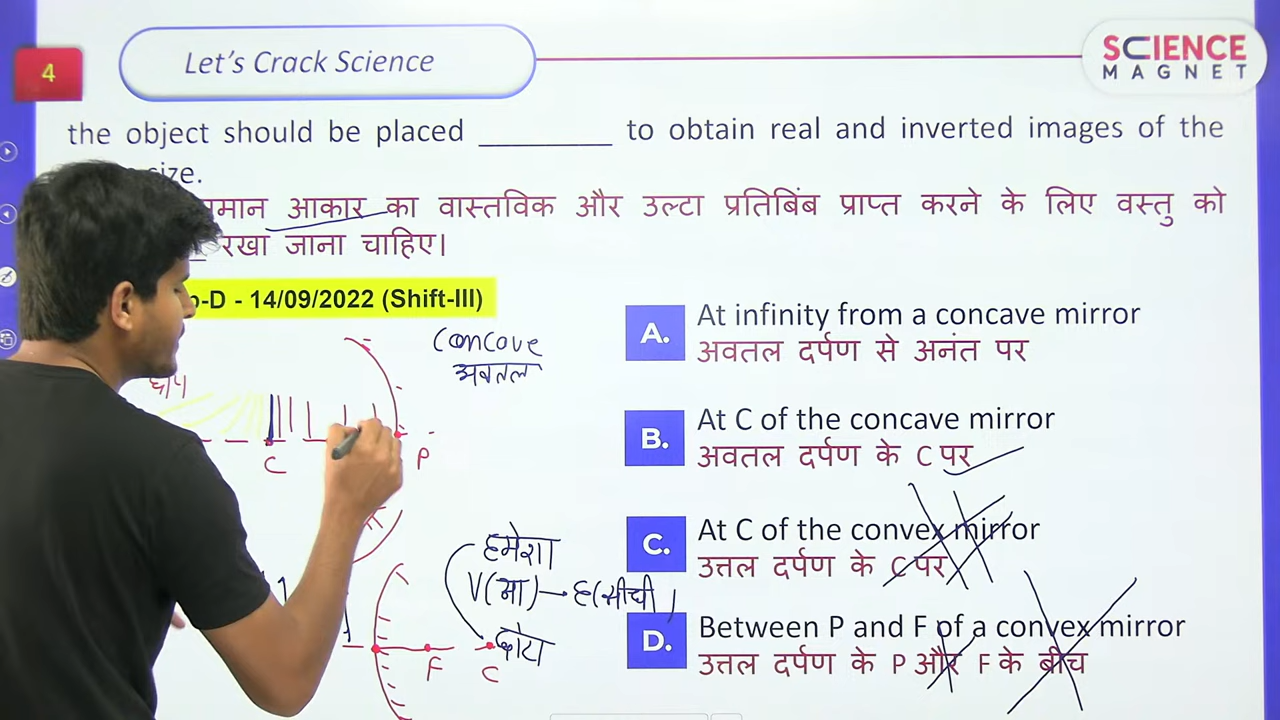 4
Let's Crack Science
SCIENCE
MAGNET
the object should be placed ________ to obtain real and inverted images of the
size.
आकार का वास्तविक और उल्टा प्रतिबिंब प्राप्त करने के लिए वस्तु को
रखा जाना चाहिए।
-D - 14/09/2022 (Shift-III)
Concave
अवतल
C
P
हमेशा
V(आ) → E(सीधी)
छोटा
F
C
A.
At infinity from a concave mirror
अवतल दर्पण से अनंत पर
B.
At C of the concave mirror
अवतल दर्पण के C पर
C.
At C of the convex mirror
उत्तल दर्पण के C पर
D.
Between P and F of a convex mirror
उत्तल दर्पण के P और F के बीच